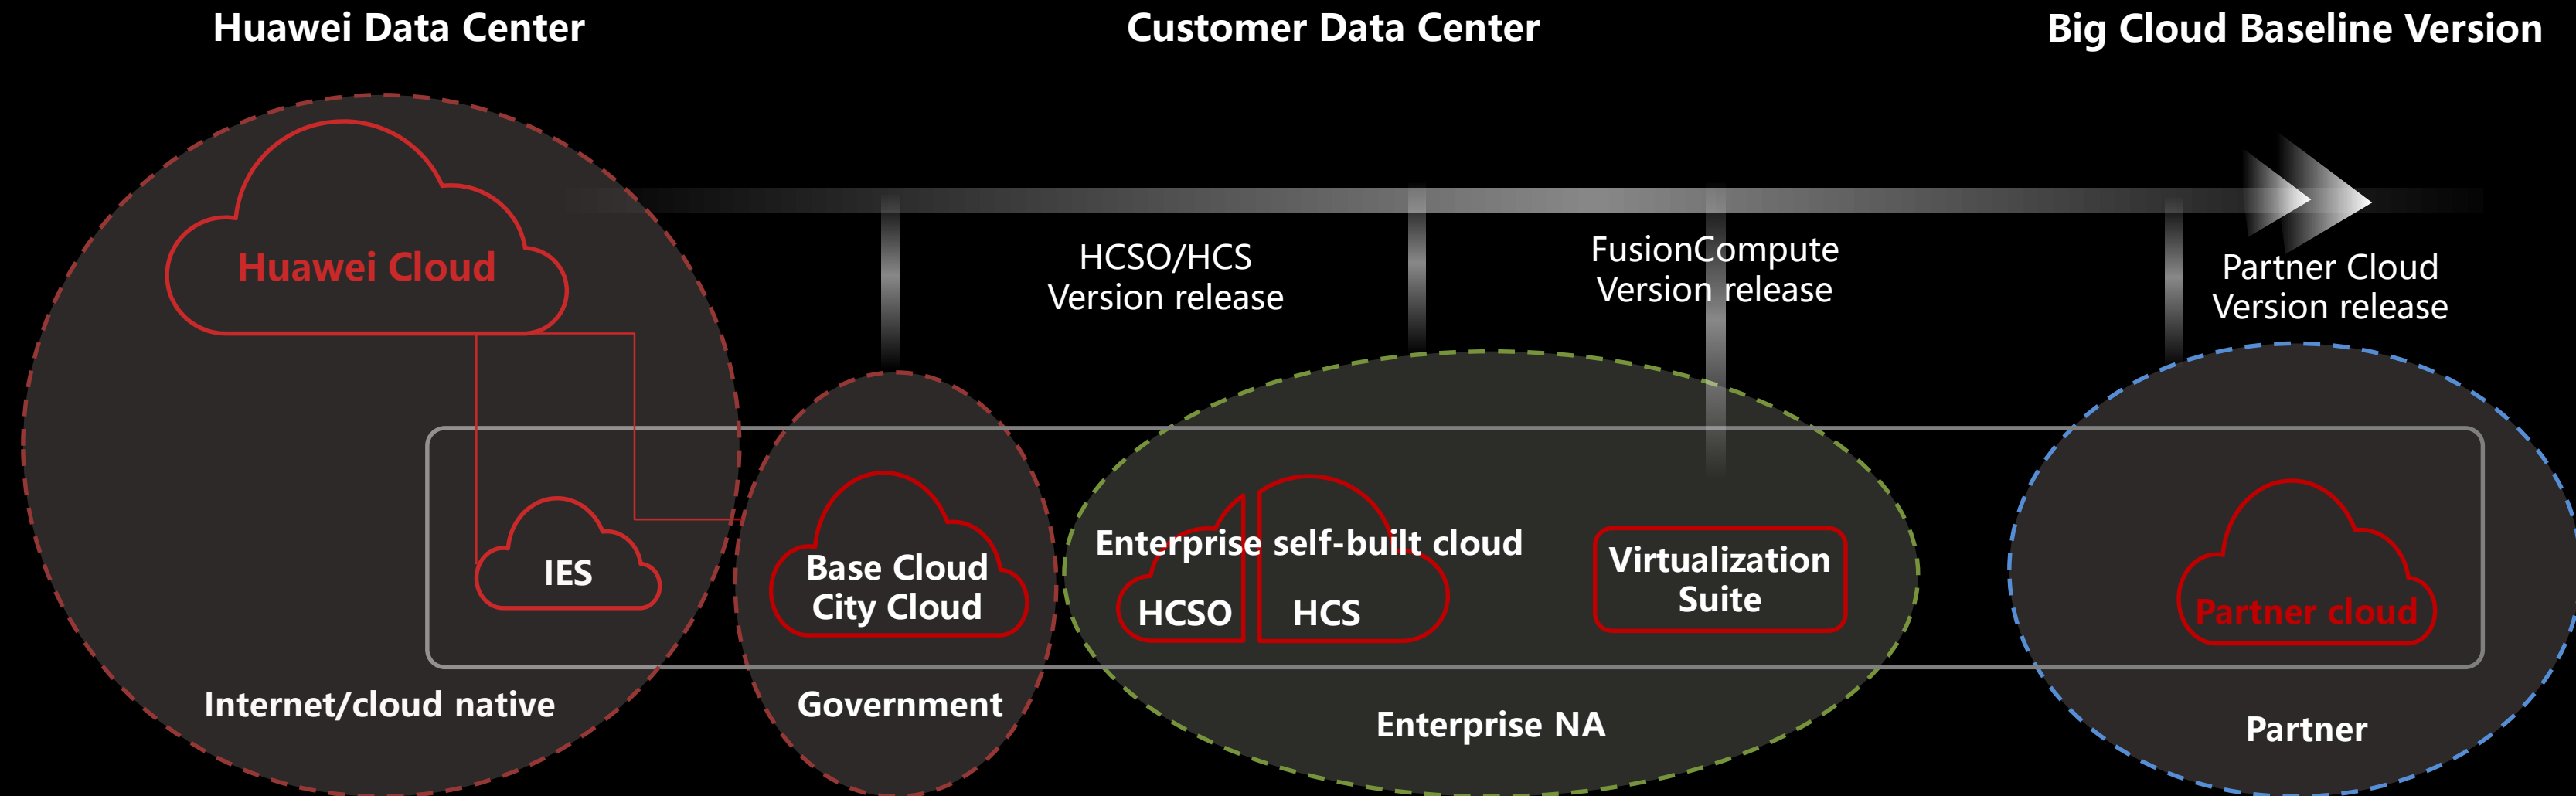 Huawei Data Center
Customer Data Center
Big Cloud Baseline Version
Huawei Cloud
HCSO/HCS
Version release
FusionCompute
Version release
Partner Cloud
Version release
IES
Base Cloud
City Cloud
Enterprise self-built cloud
HCSO
HCS
Virtualization
Suite
Partner cloud
Internet/cloud native
Government
Enterprise NA
Partner